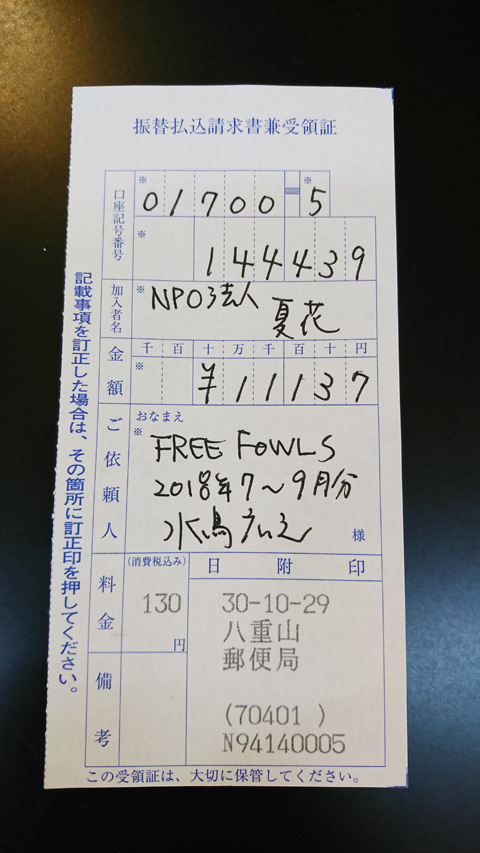 振替払込請求書兼受領証
口座記号番号
※ ※
01700-5
※
144439
加入者名
※
NPO法人
夏花
金額
千 百 十 万 千 百 十 円
※
¥11137
ご依頼人
おなまえ
※
FREE FOWLS
2018年7～9月分
水鳥
様
料金
(消費税込み)
130
円
備考
日 附 印
30-10-29
八重山
郵便局
(70401 )
N94140005
この受領証は、大切に保管してください。
記載事項を訂正した場合は、その箇所に訂正印を押してください。